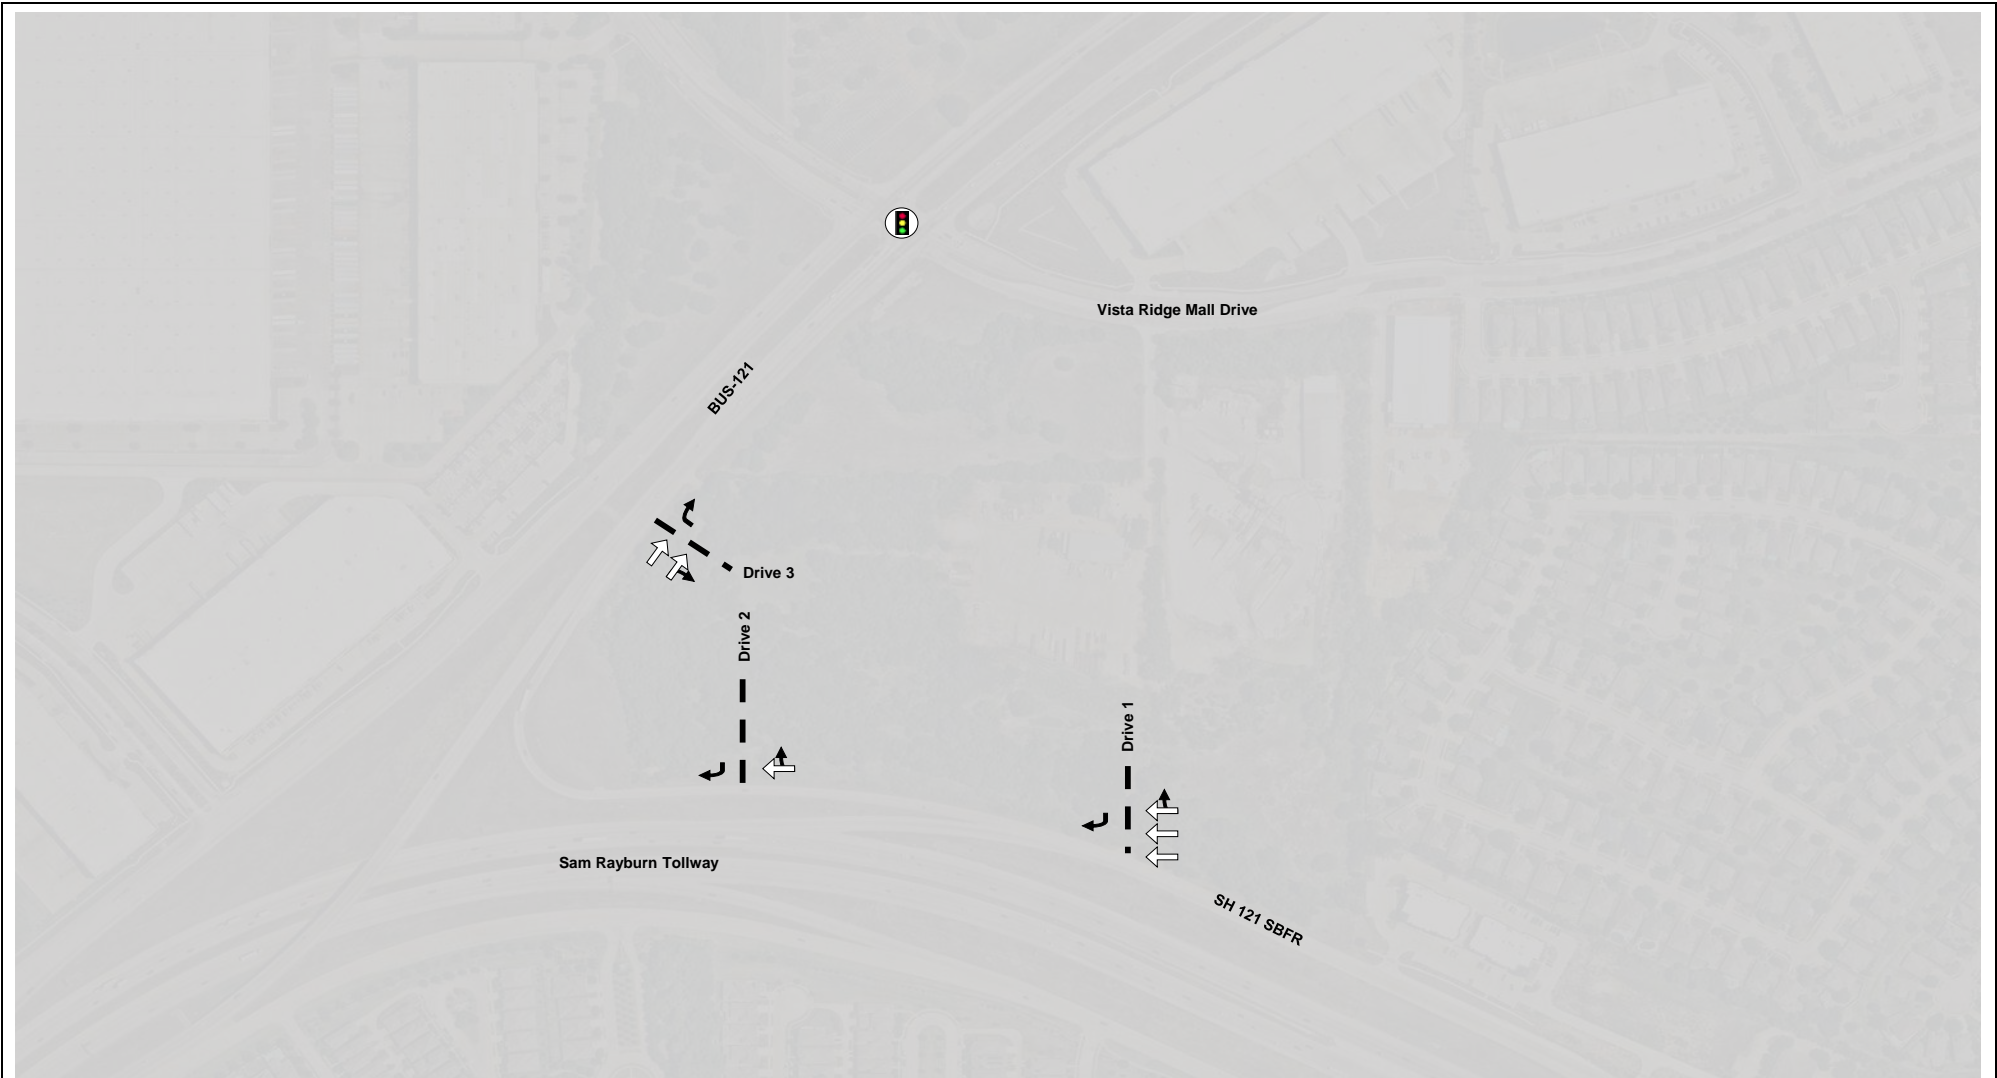 Vista Ridge Mall Drive
BUS-121
Drive 3
Drive 2
Drive 1
Sam Rayburn Tollway
SH 121 SBFR